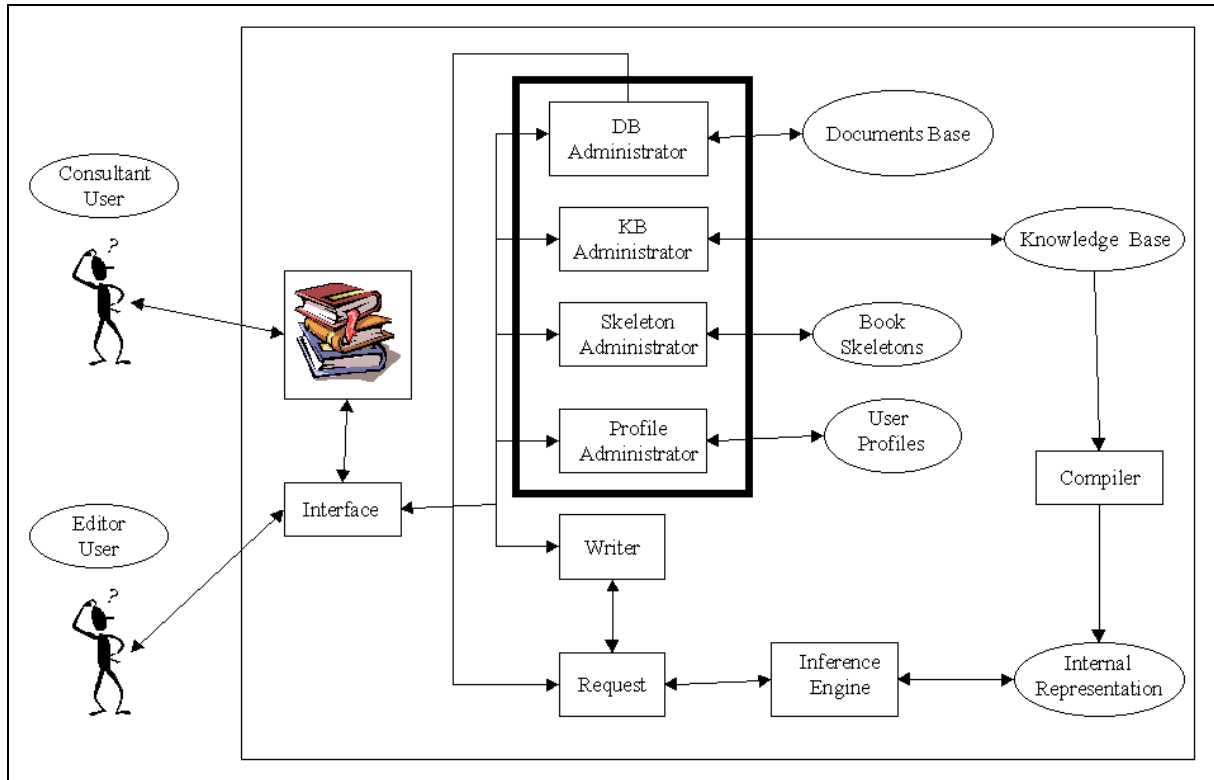 Consultant
User
?
Editor
User
?
Interface
DB
Administrator
KB
Administrator
Skeleton
Administrator
Profile
Administrator
Writer
Request
Documents Base
Knowledge Base
Book
Skeletons
User
Profiles
Compiler
Inference
Engine
Internal
Representation